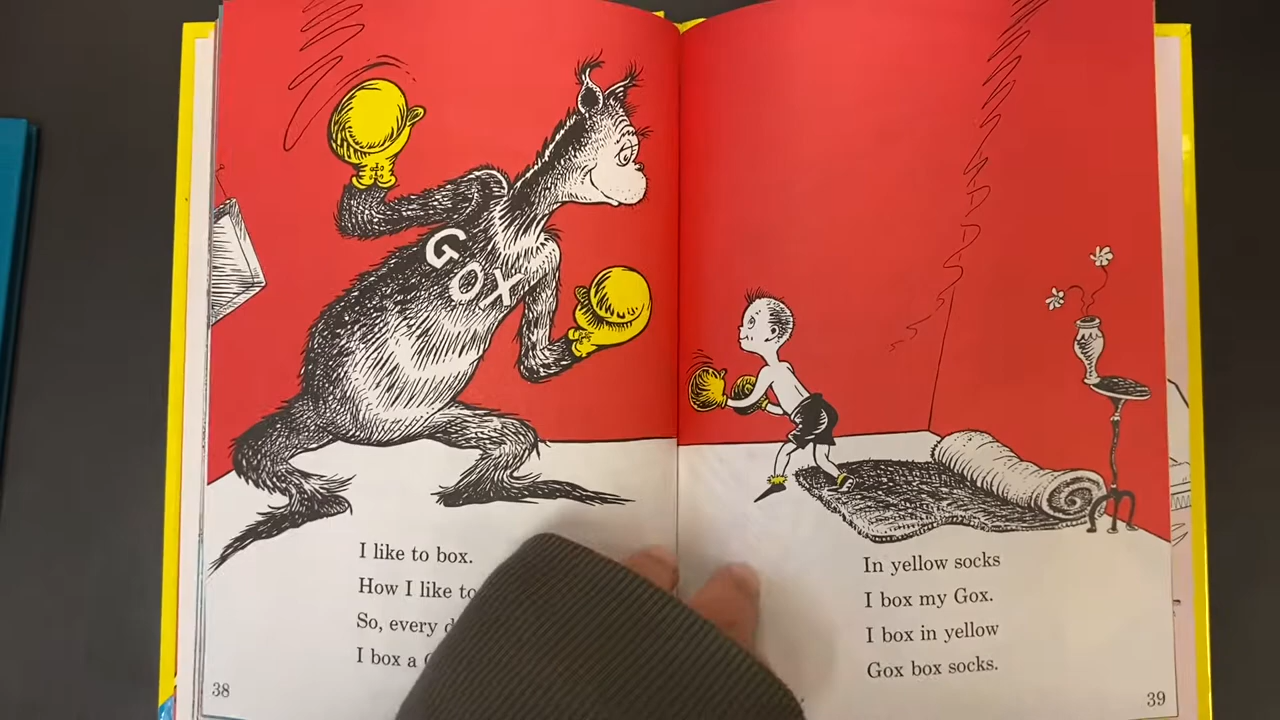 GOX
I like to box.
How I like to
So, every
I box a
38
In yellow socks
I box my Gox.
I box in yellow
Gox box socks.
39